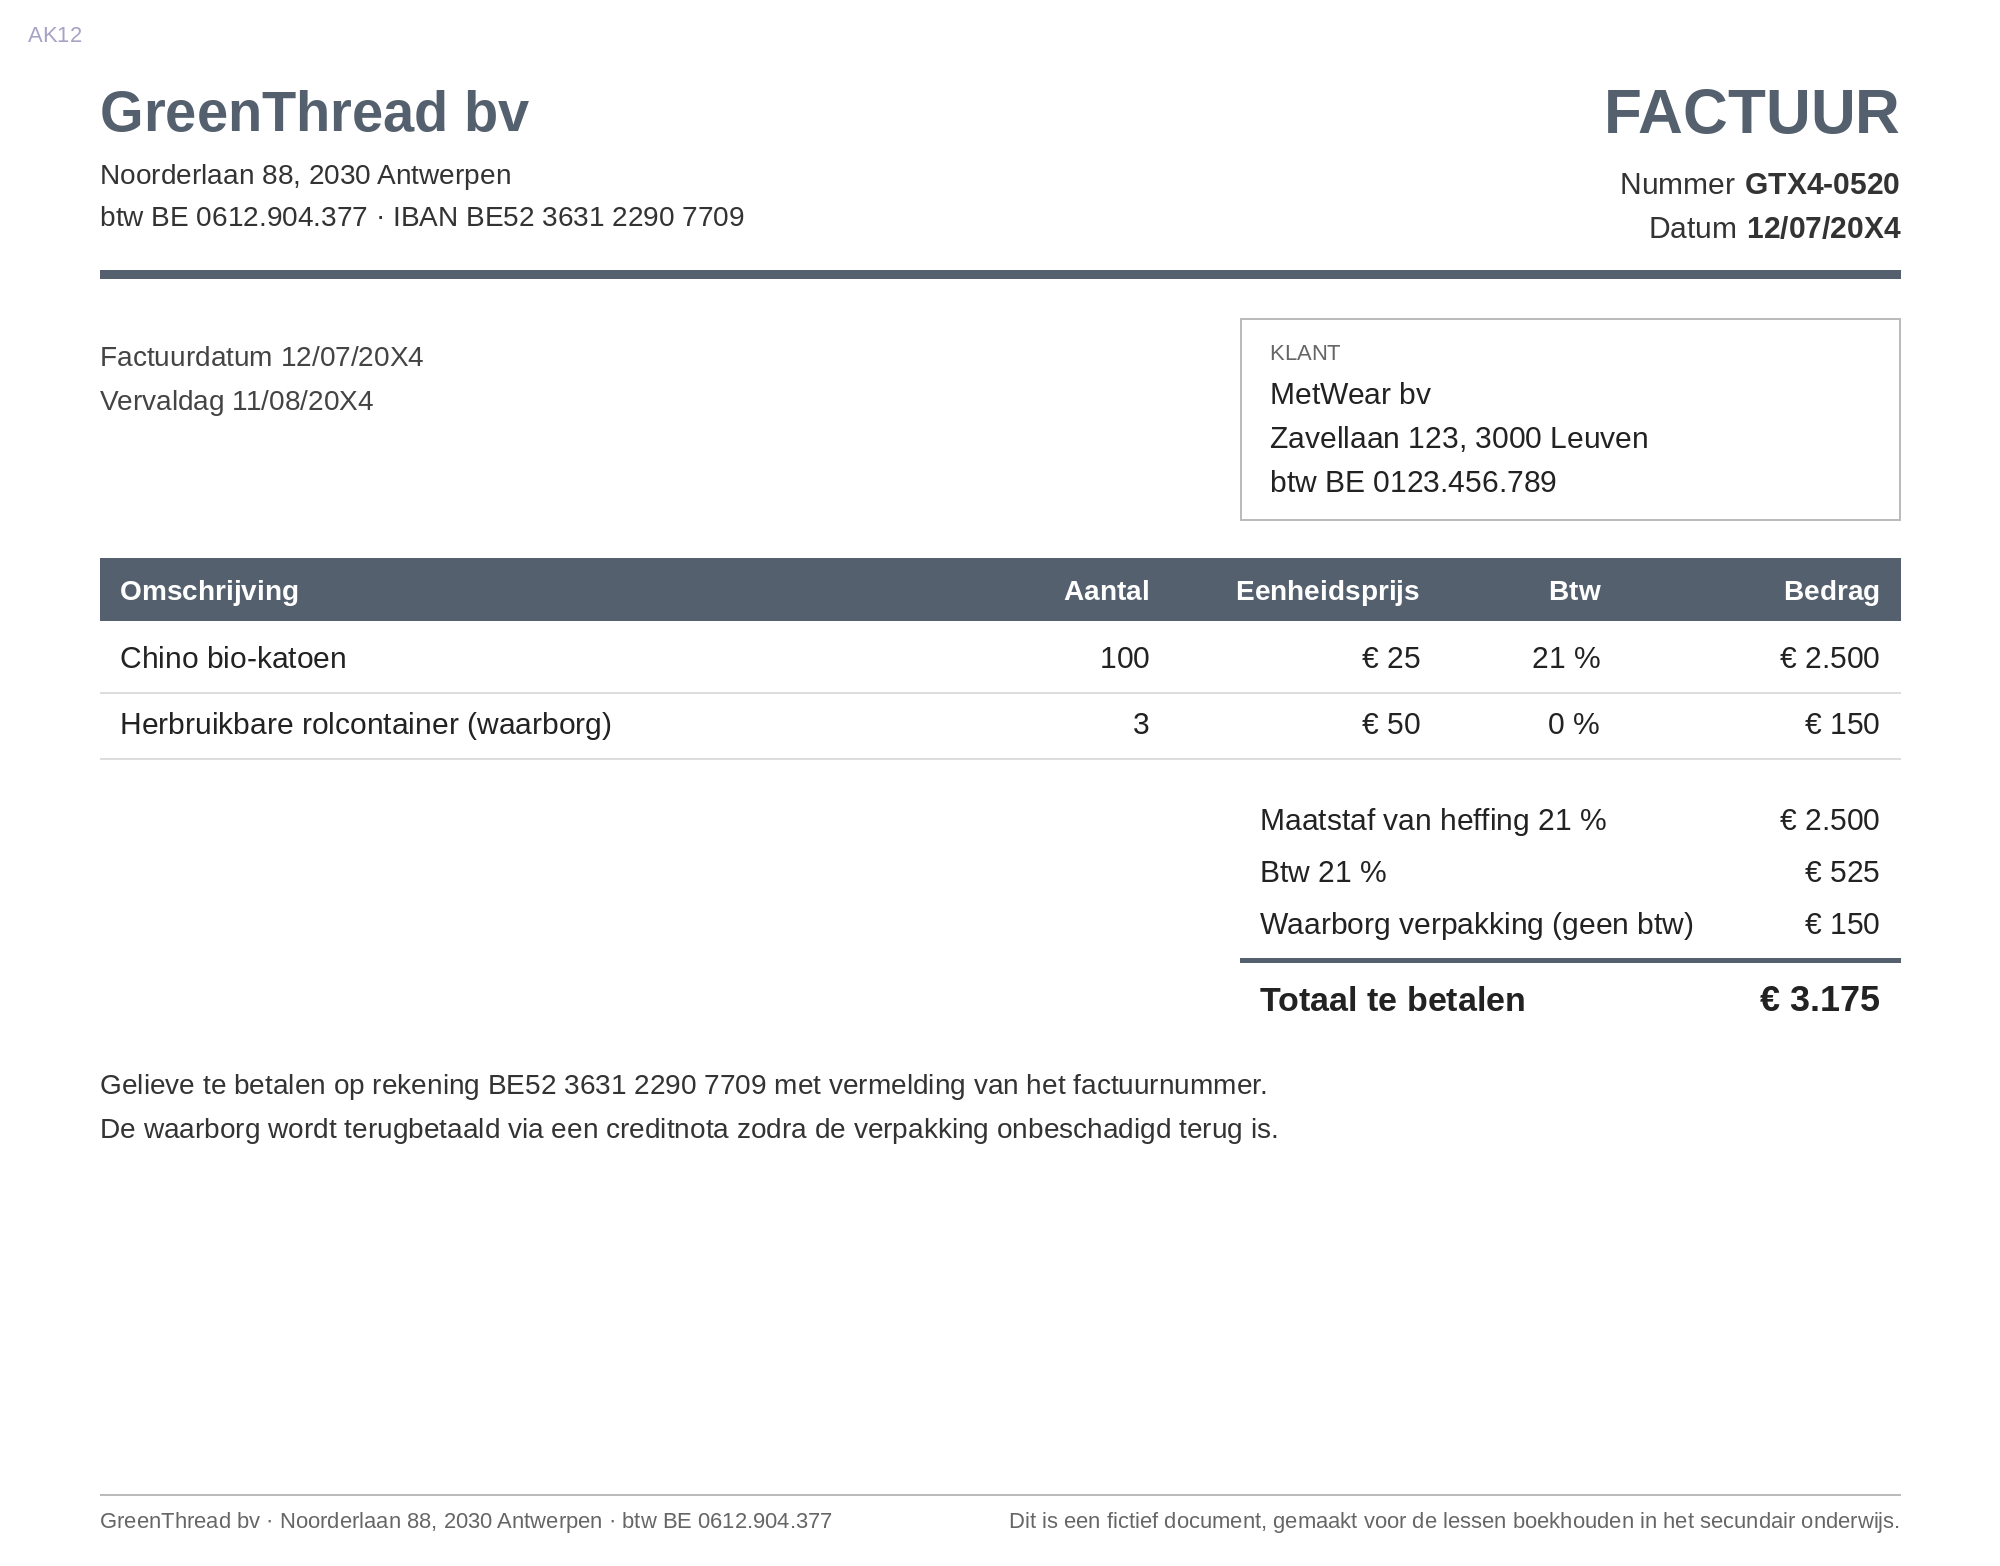 AK12
GreenThread bv
FACTUUR
Noorderlaan 88, 2030 Antwerpen
btw BE 0612.904.377 · IBAN BE52 3631 2290 7709
Nummer GTX4-0520
Datum 12/07/20X4
Factuurdatum 12/07/20X4
Vervaldag 11/08/20X4
KLANT
MetWear bv
Zavellaan 123, 3000 Leuven
btw BE 0123.456.789
Omschrijving Aantal Eenheidsprijs Btw Bedrag
Chino bio-katoen 100 € 25 21 % € 2.500
Herbruikbare rolcontainer (waarborg) 3 € 50 0 % € 150
Maatstaf van heffing 21 % € 2.500
Btw 21 % € 525
Waarborg verpakking (geen btw) € 150
Totaal te betalen € 3.175
Gelieve te betalen op rekening BE52 3631 2290 7709 met vermelding van het factuurnummer.
De waarborg wordt terugbetaald via een creditnota zodra de verpakking onbeschadigd terug is.
GreenThread bv · Noorderlaan 88, 2030 Antwerpen · btw BE 0612.904.377
Dit is een fictief document, gemaakt voor de lessen boekhouden in het secundair onderwijs.